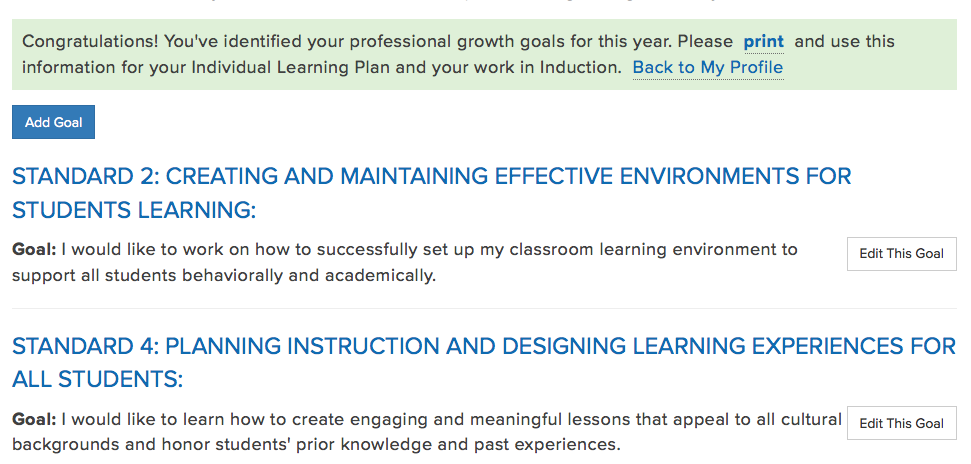 Congratulations! You've identified your professional growth goals for this year. Please print and use this
information for your Individual Learning Plan and your work in Induction. Back to My Profile
Add Goal
STANDARD 2: CREATING AND MAINTAINING EFFECTIVE ENVIRONMENTS FOR
STUDENTS LEARNING:
Goal: I would like to work on how to successfully set up my classroom learning environment to
support all students behaviorally and academically.
Edit This Goal
STANDARD 4: PLANNING INSTRUCTION AND DESIGNING LEARNING EXPERIENCES FOR
ALL STUDENTS:
Goal: I would like to learn how to create engaging and meaningful lessons that appeal to all cultural
backgrounds and honor students' prior knowledge and past experiences.
Edit This Goal